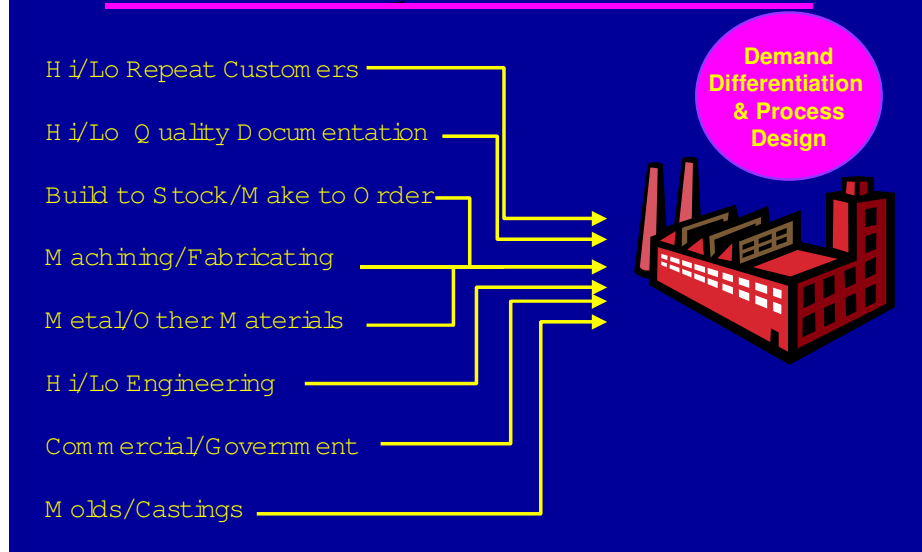 Hi/Lo Repeat Customers
Hi/Lo Quality Documentation
Build to Stock/Make to Order
Machining/Fabricating
Metal/Other Materials
Hi/Lo Engineering
Commercial/Government
Molds/Castings
Demand
Differentiation
& Process
Design